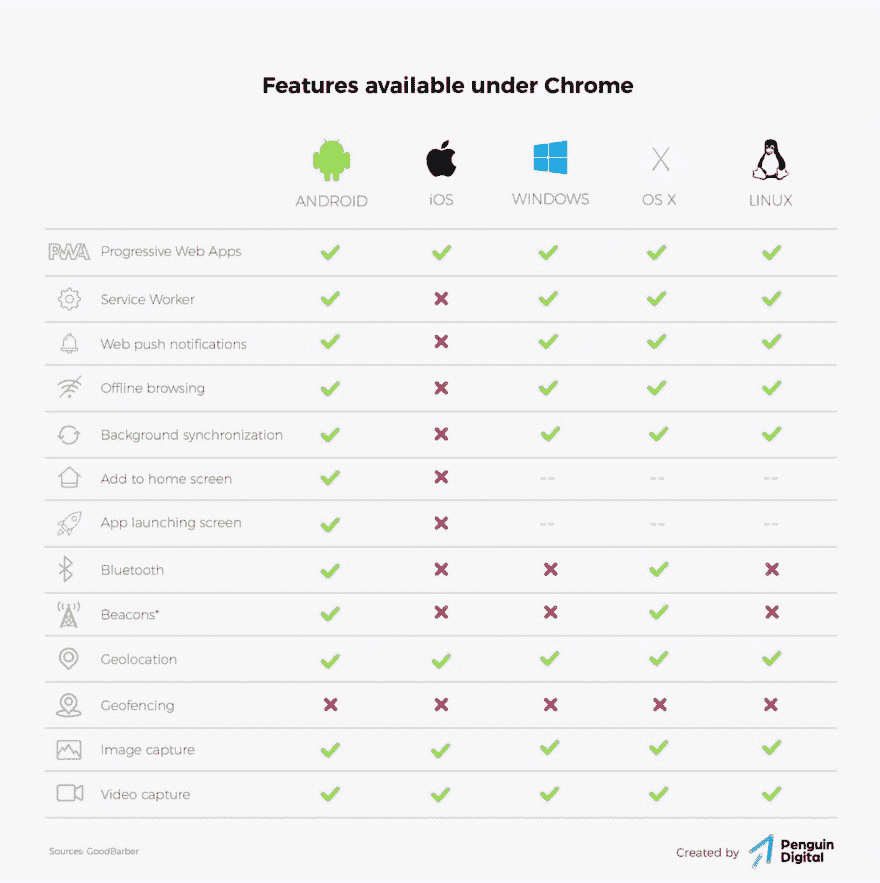 Features available under Chrome
ANDROID iOS WINDOWS OS X LINUX
PWA Progressive Web Apps
Service Worker
Web push notifications
Offline browsing
Background synchronization
Add to home screen -- -- --
App launching screen -- -- --
Bluetooth
Beacons*
Geolocation
Geofencing
Image capture
Video capture
Sources: GoodBarber
Created by Penguin
Digital